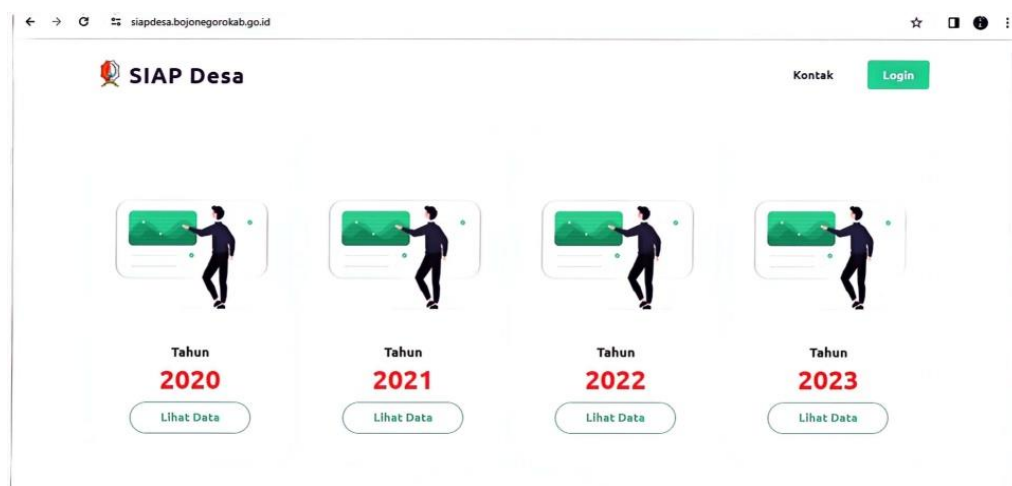 siapdesa.bojonegorokab.go.id
SIAP Desa
Kontak
Login
Tahun
2020
Lihat Data
Tahun
2021
Lihat Data
Tahun
2022
Lihat Data
Tahun
2023
Lihat Data